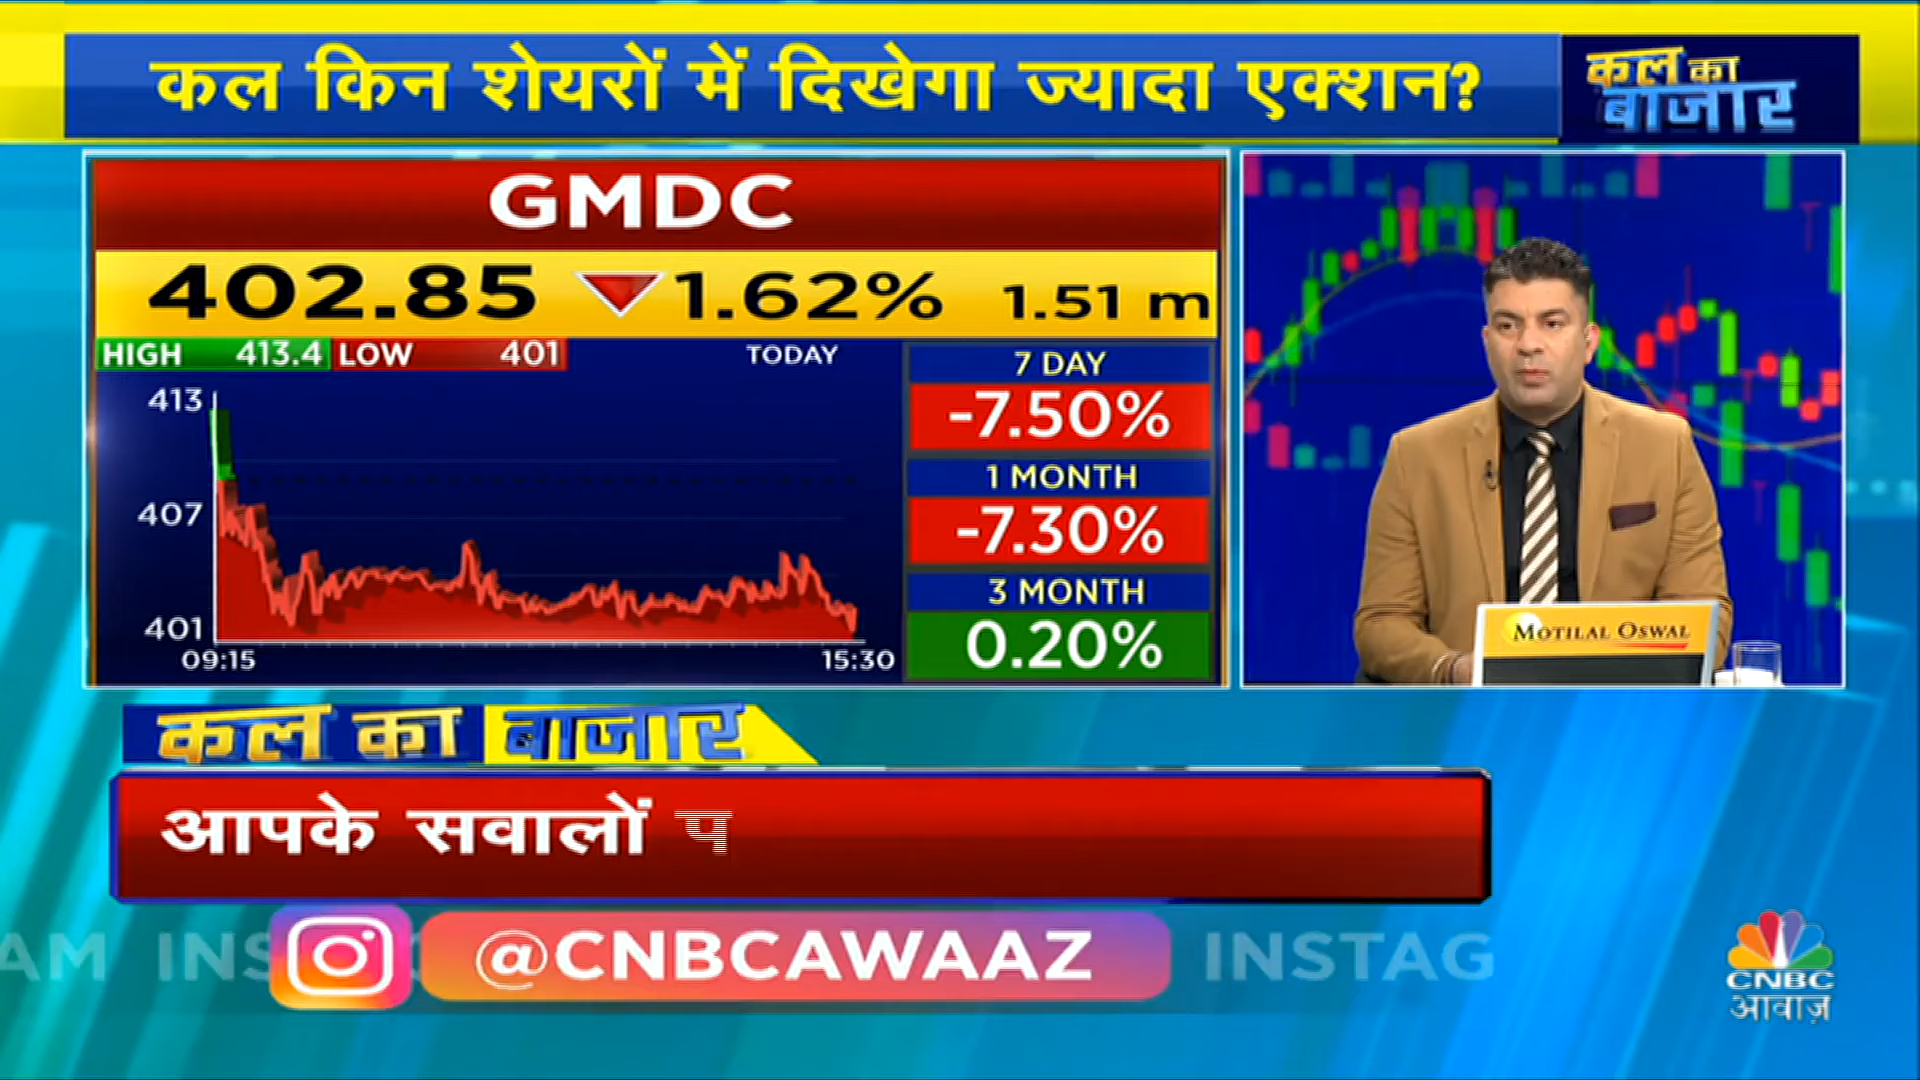 कल किन शेयरों में दिखेगा ज्यादा एक्शन?
कल का
बाजार
GMDC
402.85 1.62% 1.51 m
HIGH 413.4 LOW 401 TODAY
413
407
401
09:15 15:30
7 DAY
-7.50%
1 MONTH
-7.30%
3 MONTH
0.20%
MOTILAL OSWAL
कल का बाजार
आपके सवालों प
AM INS @CNBCAWAAZ INSTAG
CNBC
आवाज़